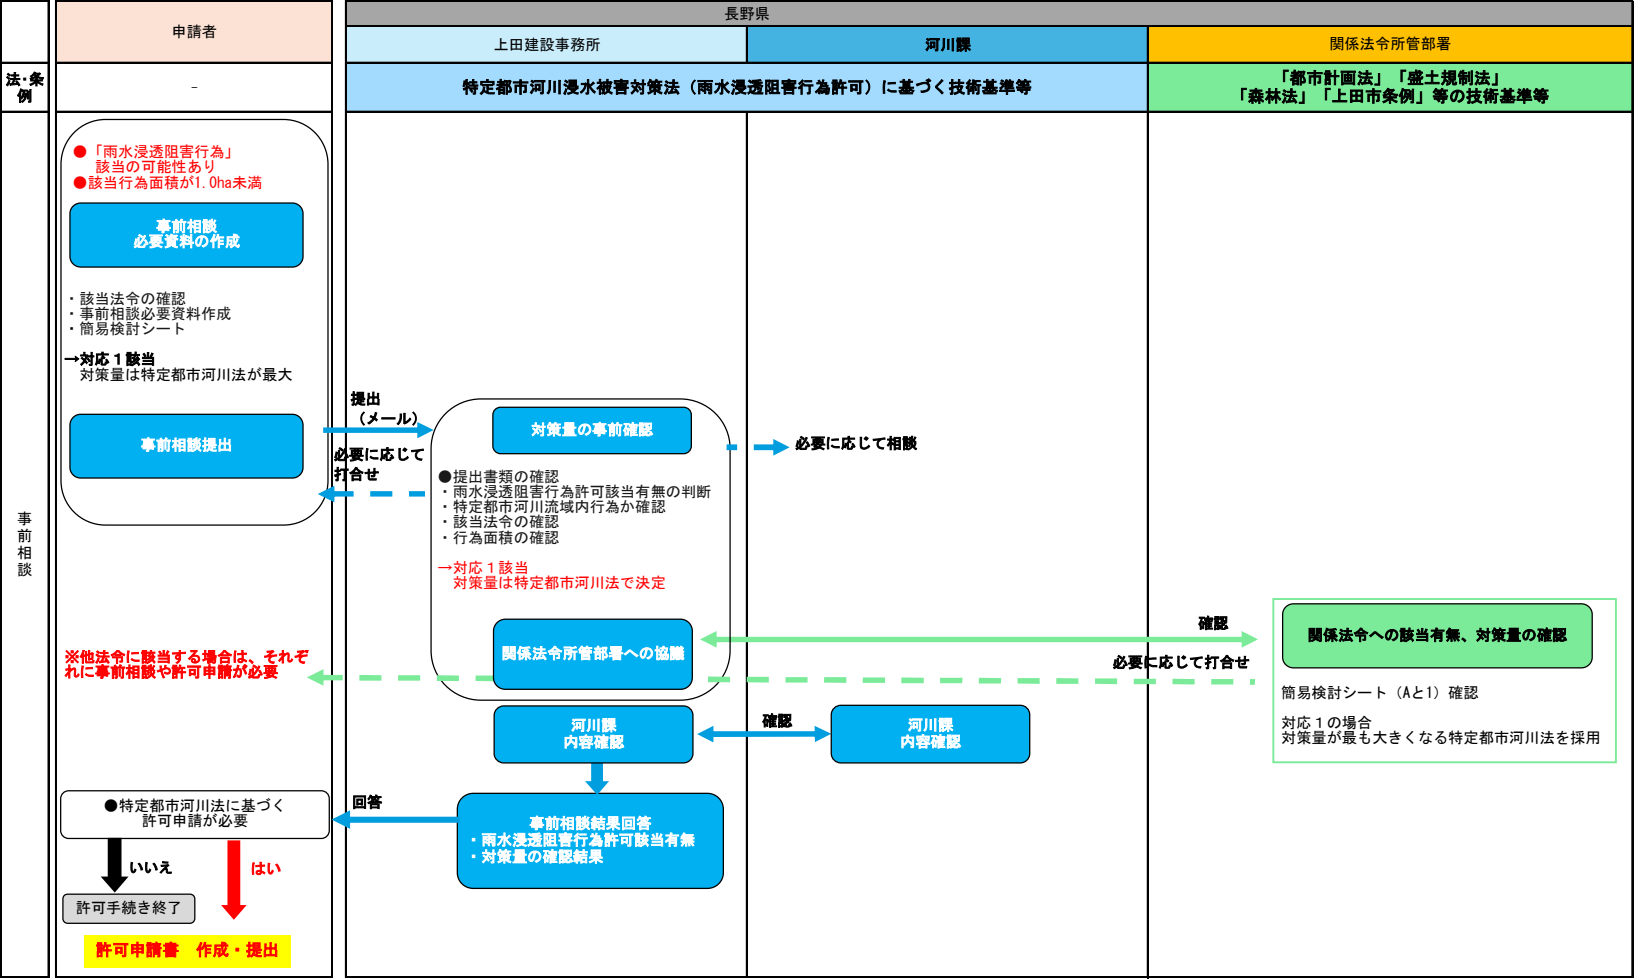 申請者
長野県
上田建設事務所
河川課
関係法令所管部署
法・条
例
－
特定都市河川浸水被害対策法（雨水浸透阻害行為許可）に基づく技術基準等
「都市計画法」「盛土規制法」
「森林法」「上田市条例」等の技術基準等
事前相談
●「雨水浸透阻害行為」
該当の可能性あり
●該当行為面積が1.0ha未満
事前相談
必要資料の作成
・該当法令の確認
・事前相談必要資料作成
・簡易検討シート
→対応１該当
対策量は特定都市河川法が最大
事前相談提出
提出
（メール）
必要に応じて
打合せ
対策量の事前確認
必要に応じて相談
●提出書類の確認
・雨水浸透阻害行為許可該当有無の判断
・特定都市河川流域内行為か確認
・該当法令の確認
・行為面積の確認
→対応１該当
対策量は特定都市河川法で決定
関係法令所管部署への協議
確認
必要に応じて打合せ
関係法令への該当有無、対策量の確認
簡易検討シート（Aと1）確認
対応１の場合
対策量が最も大きくなる特定都市河川法を採用
※他法令に該当する場合は、それぞ
れに事前相談や許可申請が必要
河川課
内容確認
確認
河川課
内容確認
事前相談結果回答
・雨水浸透阻害行為許可該当有無
・対策量の確認結果
回答
●特定都市河川法に基づく
許可申請が必要
いいえ
はい
許可手続き終了
許可申請書　作成・提出